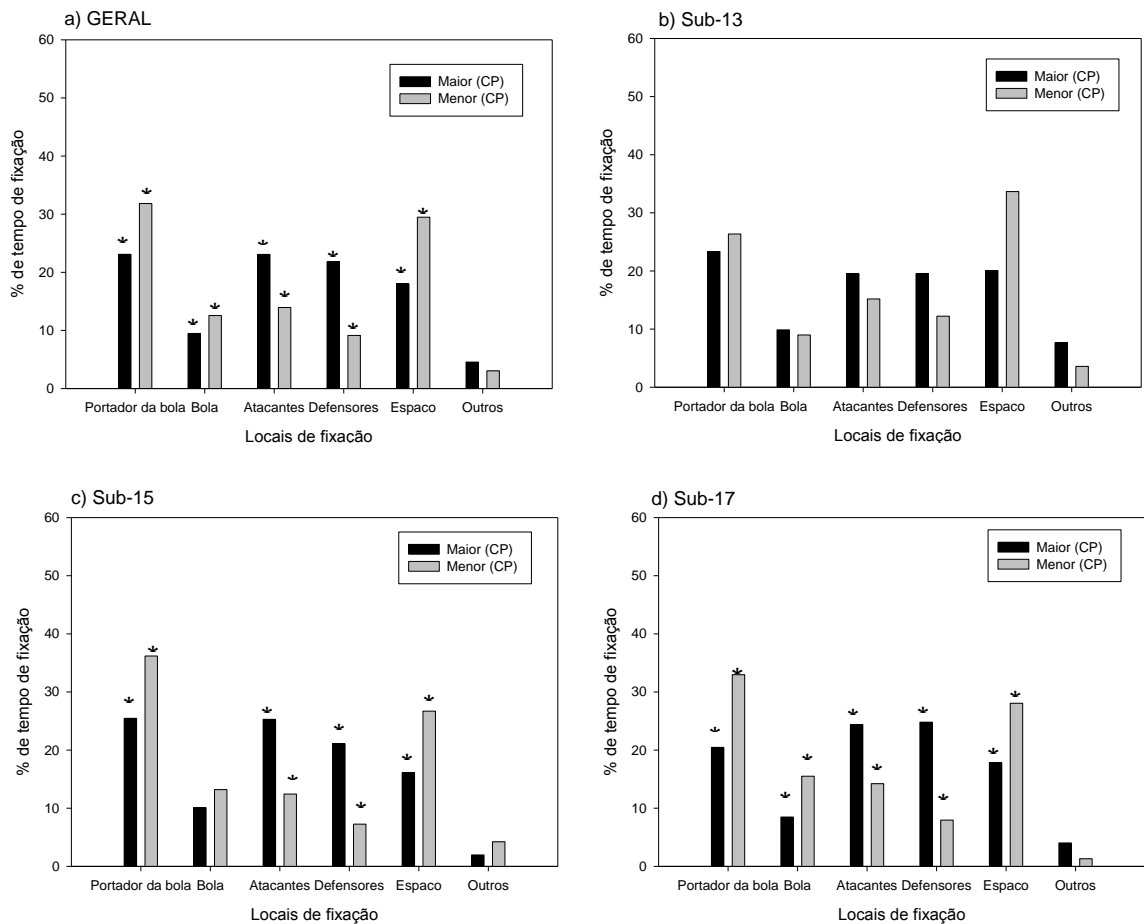 a) GERAL
60
50
40
30
20
10
0
% de tempo de fixação
Maior (CP)
Menor (CP)
* * * * * * * * * *
Portador da bola Bola Atacantes Defensores Espaco Outros
Locais de fixação
b) Sub-13
60
50
40
30
20
10
0
% de tempo de fixação
Maior (CP)
Menor (CP)
Portador da bola Bola Atacantes Defensores Espaço Outros
Locais de fixação
c) Sub-15
60
50
40
30
20
10
0
% de tempo de fixação
Maior (CP)
Menor (CP)
* * * * * * * *
Portador da bola Bola Atacantes Defensores Espaco Outros
Locais de fixação
d) Sub-17
60
50
40
30
20
10
0
% de tempo de fixação
Maior (CP)
Menor (CP)
* * * * * * * * * *
Portador da bola Bola Atacantes Defensores Espaco Outros
Locais de fixação